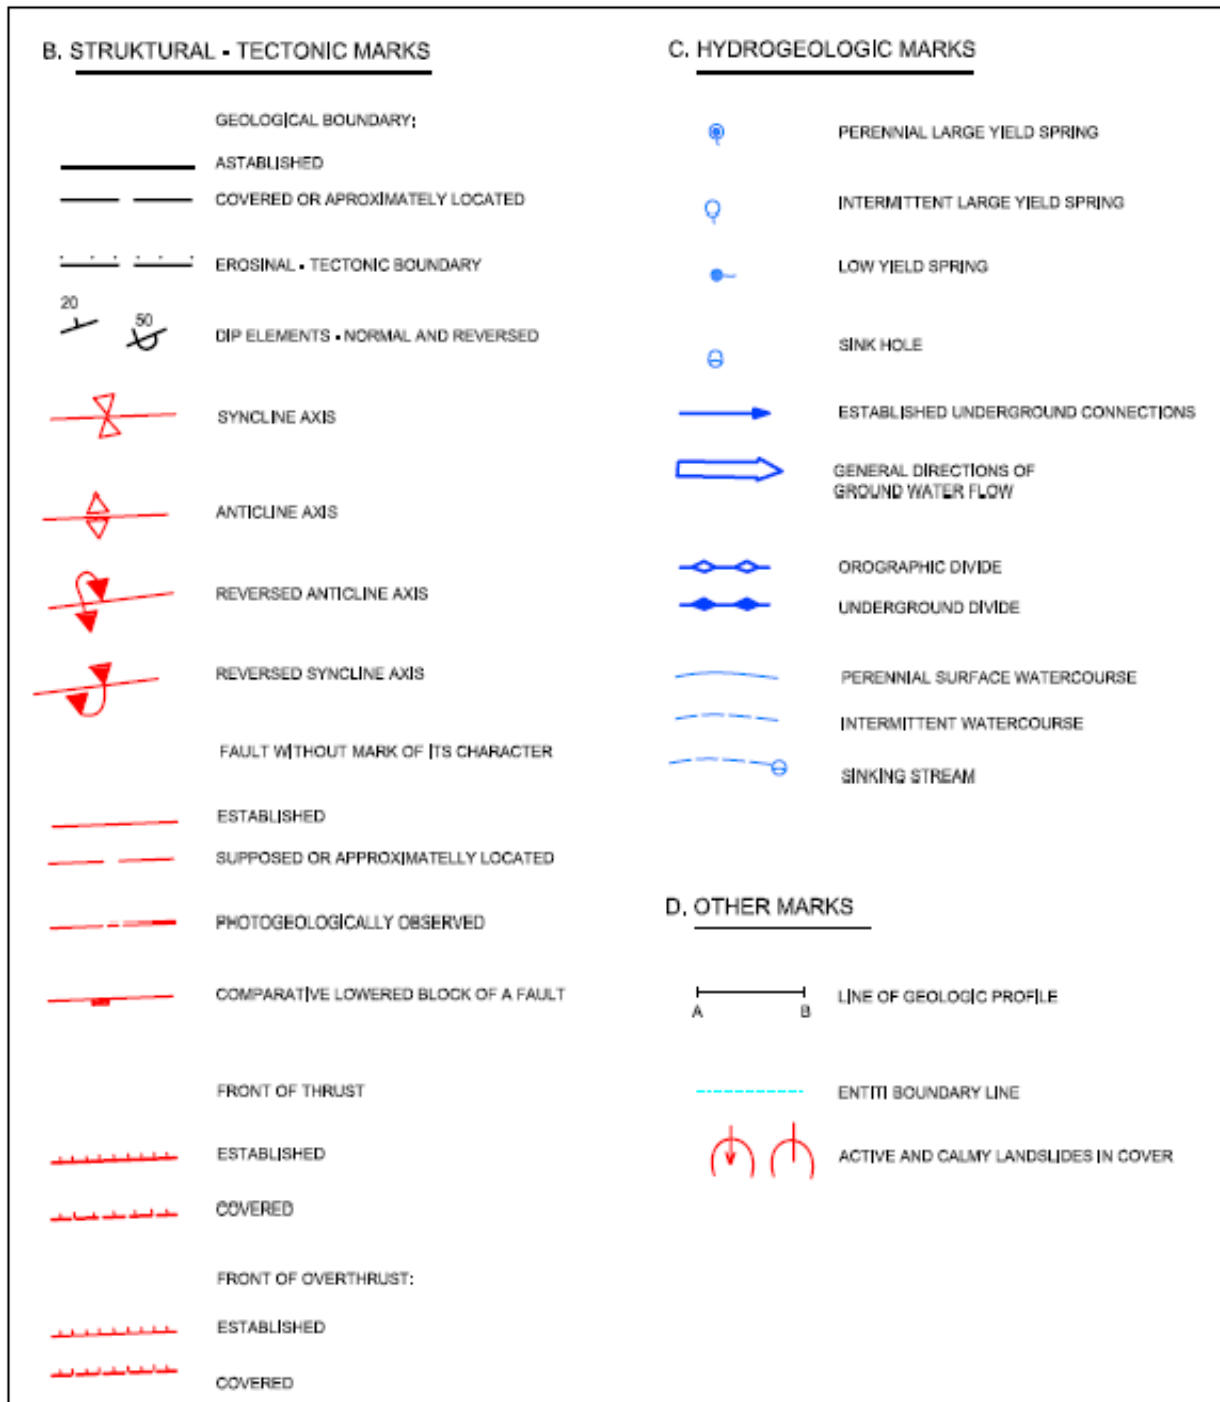 B. STRUKTURAL - TECTONIC MARKS
GEOLOGICAL BOUNDARY:
ASTABLISHED
COVERED OR APROXIMATELY LOCATED
EROSINAL - TECTONIC BOUNDARY
20
50
DIP ELEMENTS - NORMAL AND REVERSED
SYNCLINE AXIS
ANTICLINE AXIS
REVERSED ANTICLINE AXIS
REVERSED SYNCLINE AXIS
FAULT WITHOUT MARK OF ITS CHARACTER
ESTABLISHED
SUPPOSED OR APPROXIMATELLY LOCATED
PHOTOGEOLOGICALLY OBSERVED
COMPARATIVE LOWERED BLOCK OF A FAULT
FRONT OF THRUST
ESTABLISHED
COVERED
FRONT OF OVERTHRUST:
ESTABLISHED
COVERED
C. HYDROGEOLOGIC MARKS
PERENNIAL LARGE YIELD SPRING
INTERMITTENT LARGE YIELD SPRING
LOW YIELD SPRING
SINK HOLE
ESTABLISHED UNDERGROUND CONNECTIONS
GENERAL DIRECTIONS OF
GROUND WATER FLOW
OROGRAPHIC DIVIDE
UNDERGROUND DIVIDE
PERENNIAL SURFACE WATERCOURSE
INTERMITTENT WATERCOURSE
SINKING STREAM
D. OTHER MARKS
A B
LINE OF GEOLOGIC PROFILE
ENTITI BOUNDARY LINE
ACTIVE AND CALMY LANDSLIDES IN COVER